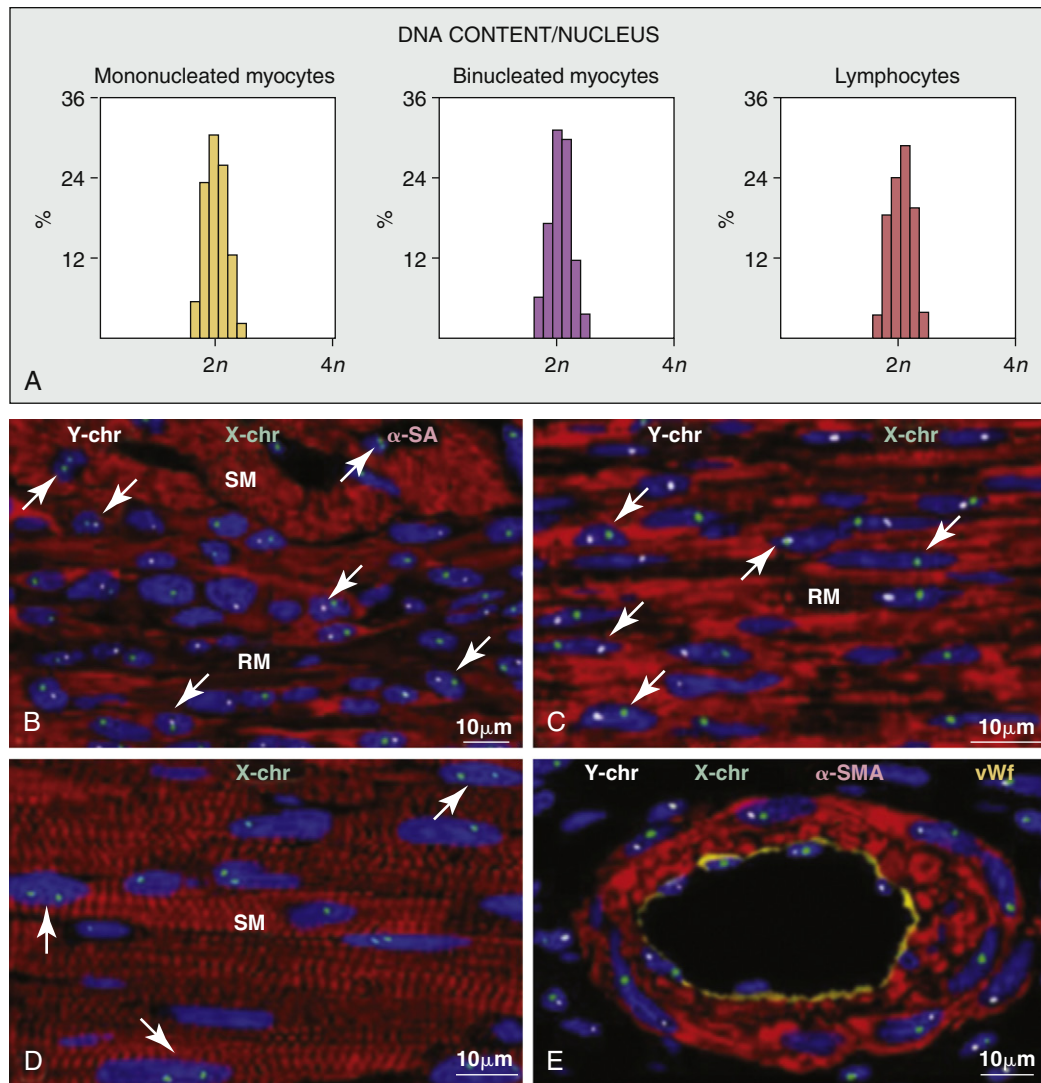 DNA CONTENT/NUCLEUS
Mononucleated myocytes
Binucleated myocytes
Lymphocytes
36
24
12
%
2n
4n
36
24
12
%
2n
4n
36
24
12
%
2n
4n
A
Y-chr X-chr α-SA
SM
RM
B
10μm
Y-chr X-chr
RM
C
10μm
X-chr
SM
D
10μm
Y-chr X-chr α-SMA vWf
E
10μm